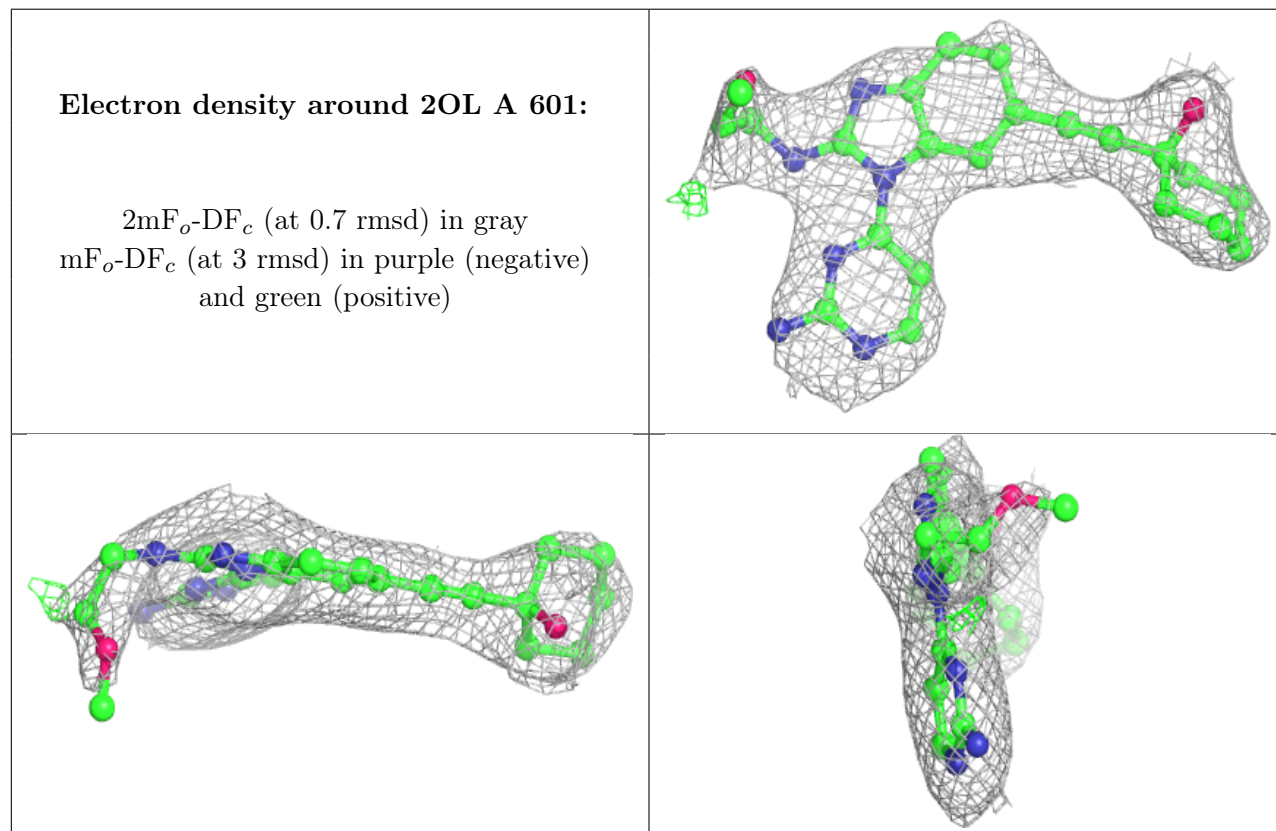 Electron density around 2OL A 601:
2mFo-DFc (at 0.7 rmsd) in gray
mFo-DFc (at 3 rmsd) in purple (negative)
and green (positive)